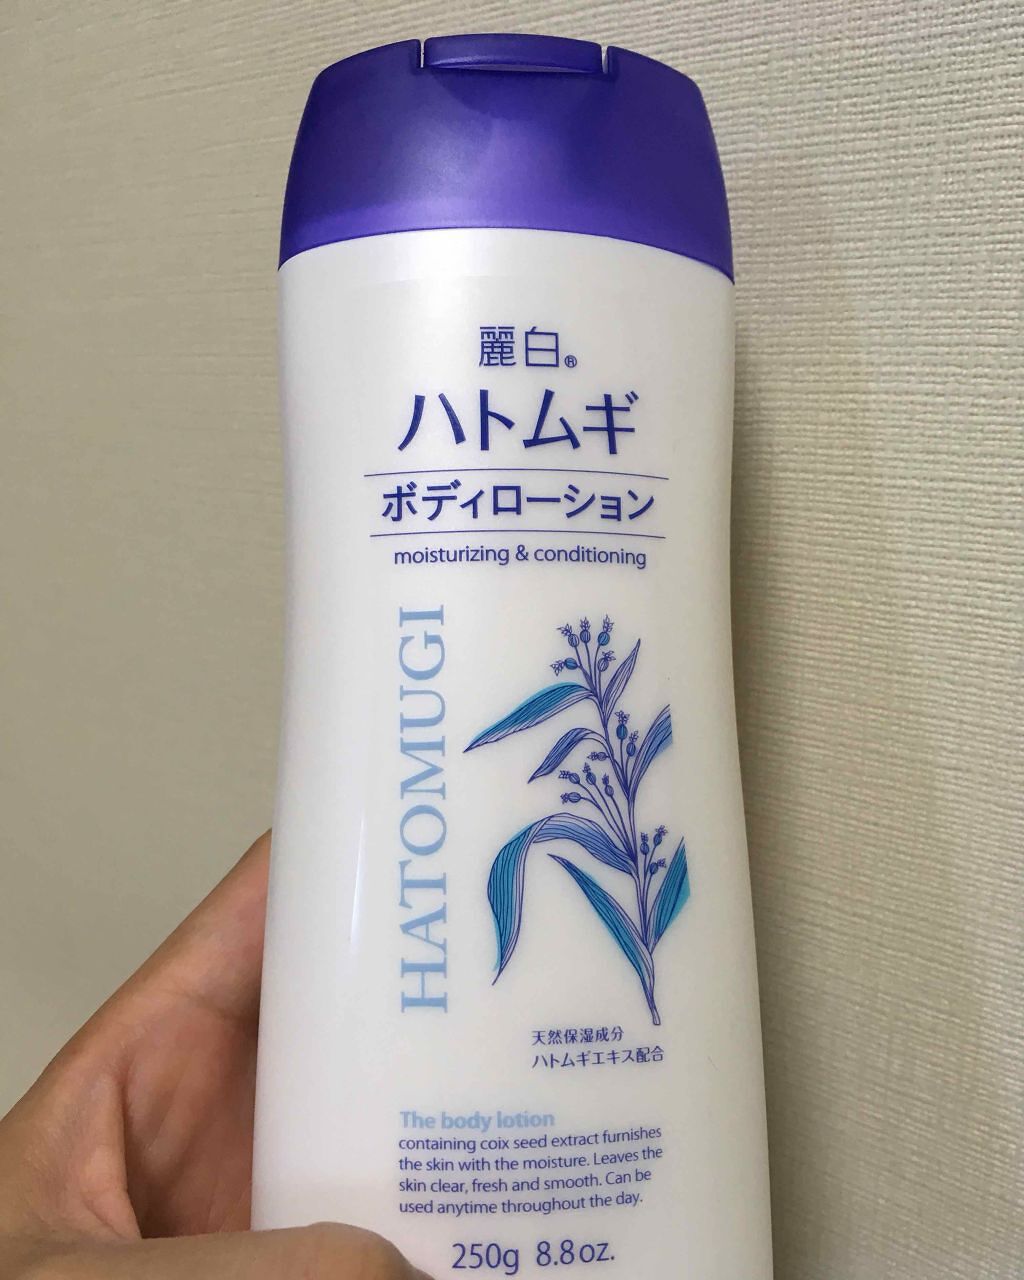 麗白®
ハトムギ
ボディローション
moisturizing & conditioning
HATOMUGI
天然保湿成分
ハトムギエキス配合
The body lotion
containing coix seed extract furnishes
the skin with the moisture. Leaves the
skin clear, fresh and smooth. Can be
used anytime throughout the day.
250g 8.8oz.